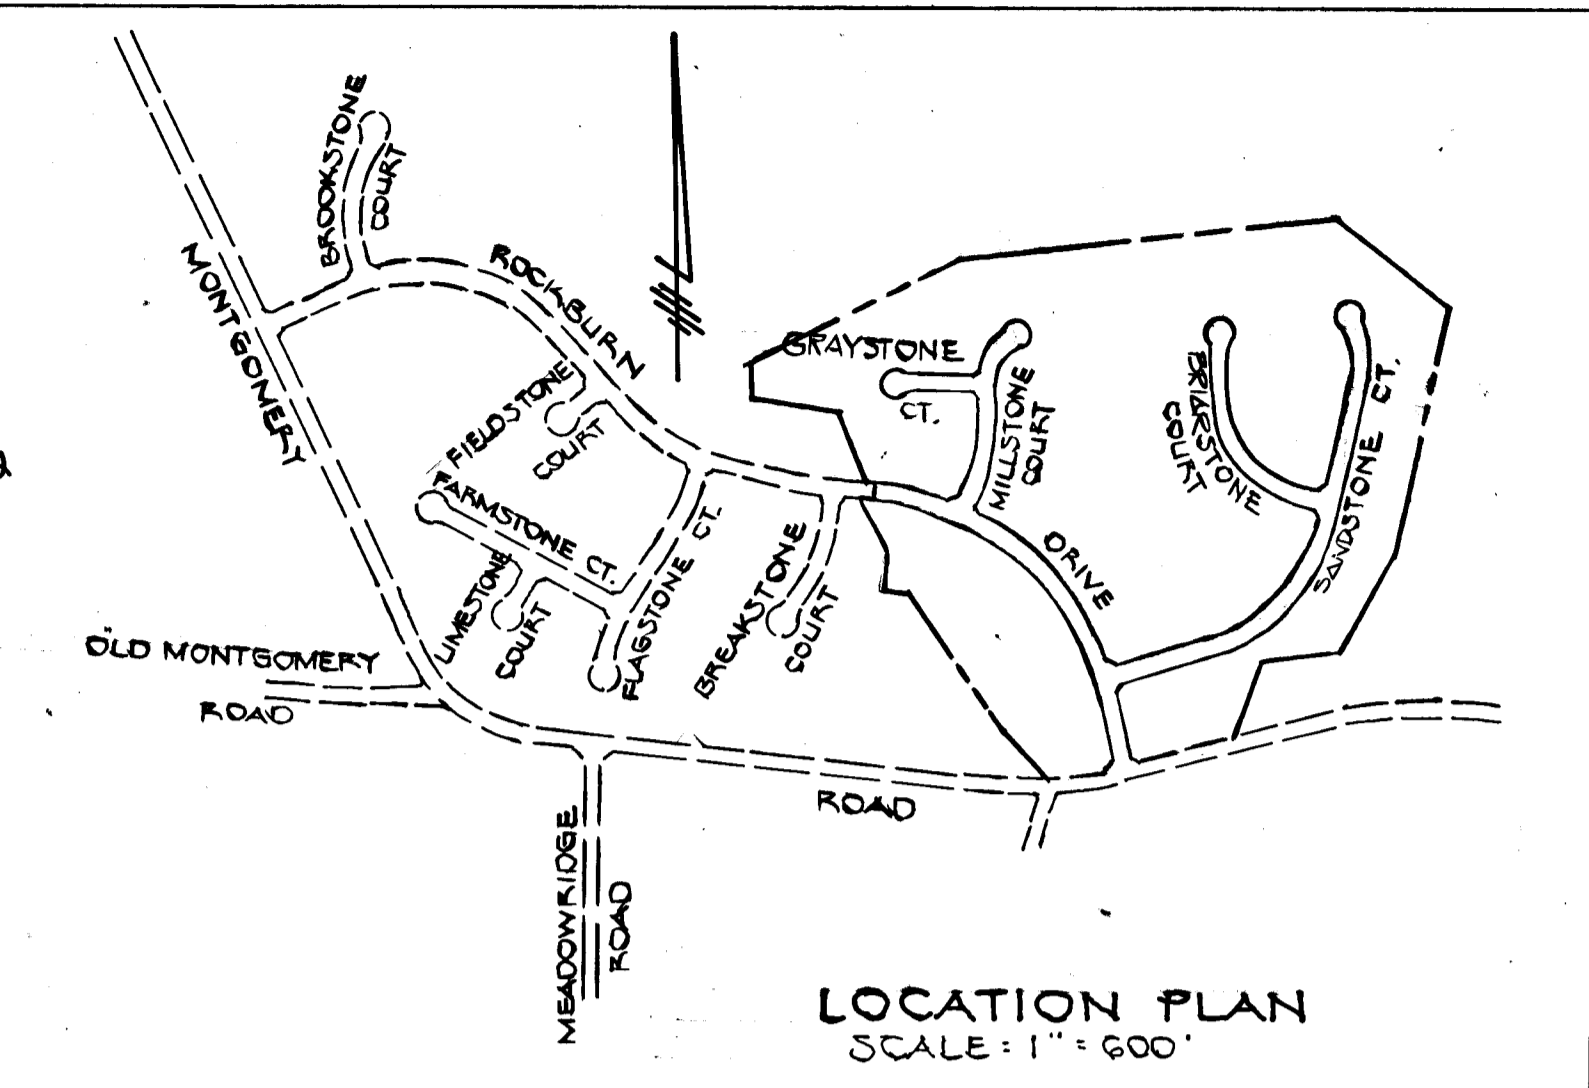 BROOKSTONE
COURT
MONTGOMERY
ROCKBURN
GRAYSTONE
CT.
MILLSTONE
COURT
BRIARSTONE
COURT
SANDSTONE CT.
FIELDSTONE
COURT
FARMSTONE CT.
LIMESTONE
COURT
FLAGSTONE CT.
BREAKSTONE
COURT
DRIVE
OLD MONTGOMERY
ROAD
ROAD
MEADOWRIDGE
ROAD
LOCATION PLAN
SCALE: 1" = 600'